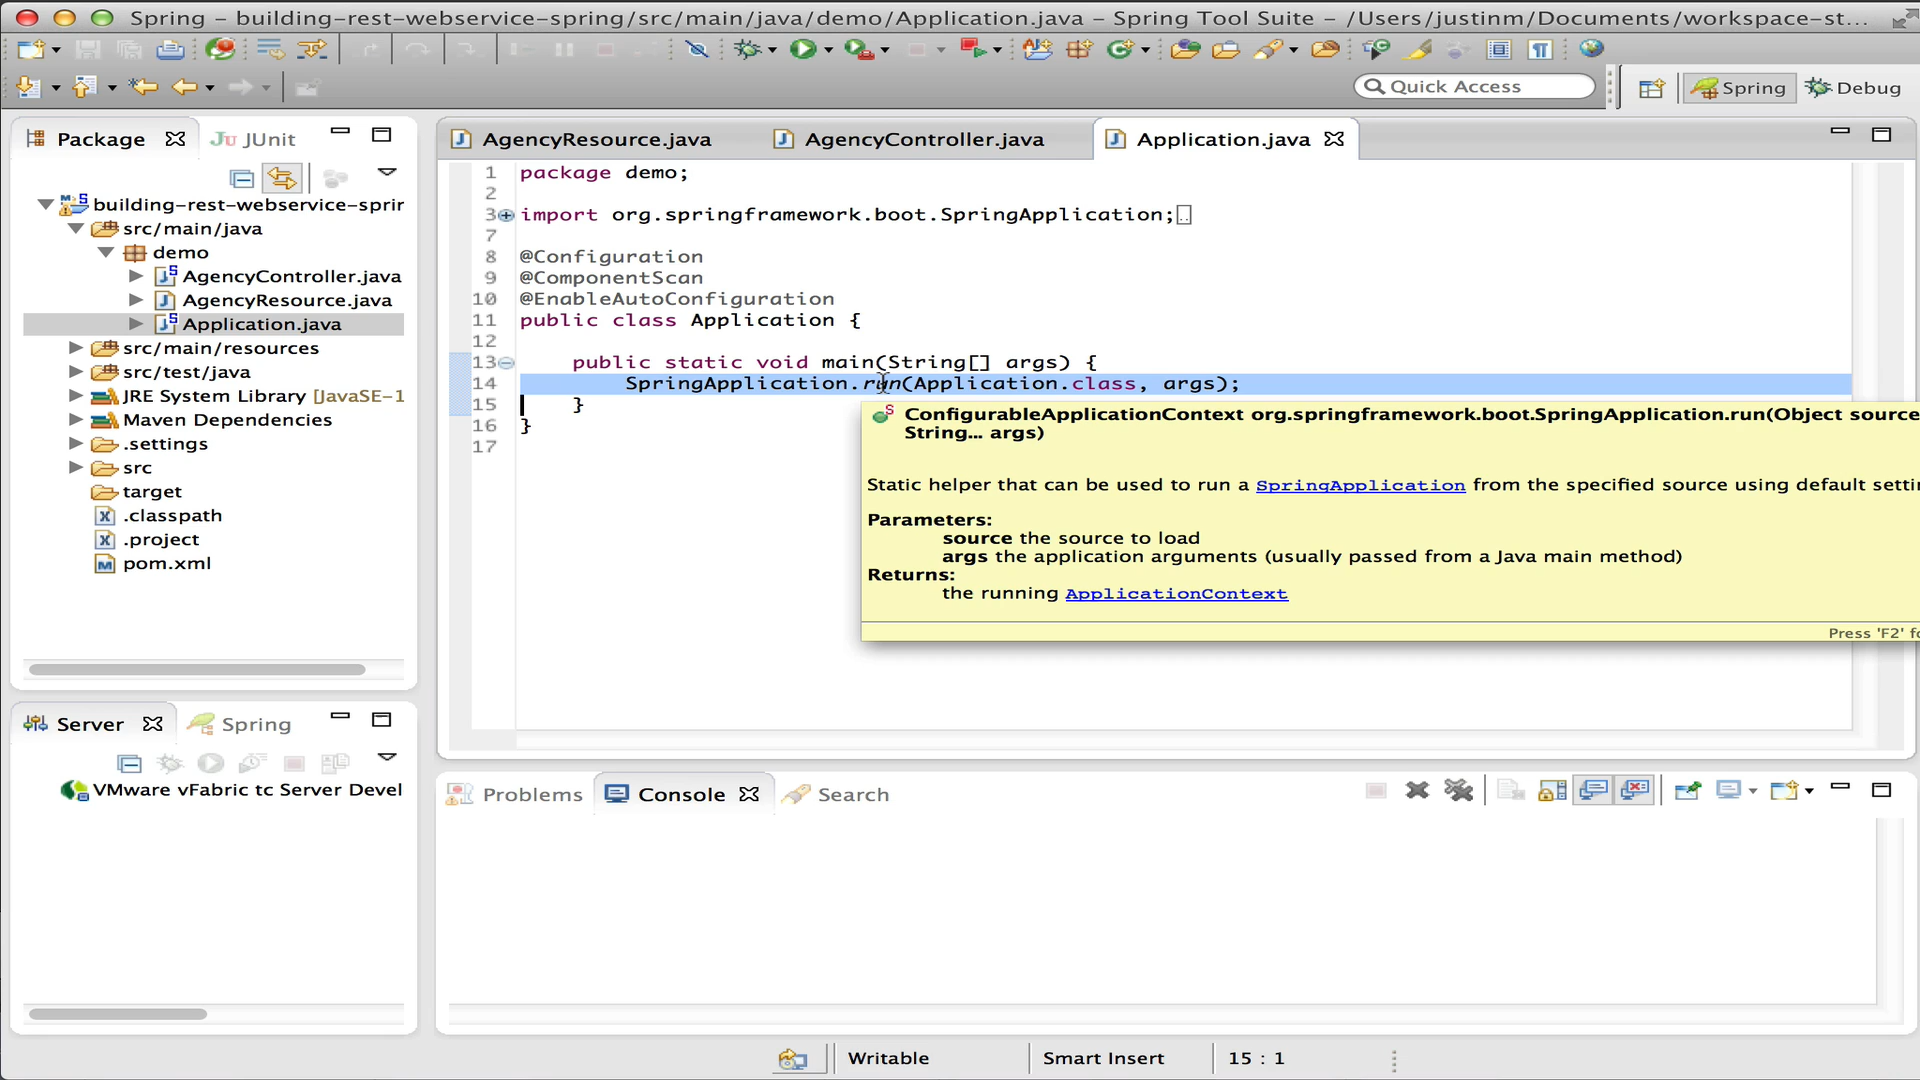 Spring – building-rest-webservice-spring/src/main/java/demo/Application.java – Spring Tool Suite – /Users/justinm/Documents/workspace-st...
Quick Access
Spring
Debug
Package
JUnit
building-rest-webservice-sprir
src/main/java
demo
AgencyController.java
AgencyResource.java
Application.java
src/main/resources
src/test/java
JRE System Library [JavaSE-1
Maven Dependencies
.settings
src
target
.classpath
.project
pom.xml
Server
Spring
VMware vFabric tc Server Devel
AgencyResource.java
AgencyController.java
Application.java
1 package demo;
2
3 import org.springframework.boot.SpringApplication;
7
8 @Configuration
9 @ComponentScan
10 @EnableAutoConfiguration
11 public class Application {
12
13 public static void main(String[] args) {
14 SpringApplication.run(Application.class, args);
15 }
16 }
17
ConfigurableApplicationContext org.springframework.boot.SpringApplication.run(Object source
String... args)
Static helper that can be used to run a SpringApplication from the specified source using default setti
Parameters:
source the source to load
args the application arguments (usually passed from a Java main method)
Returns:
the running ApplicationContext
Press 'F2' fo
Problems
Console
Search
Writable
Smart Insert
15 : 1